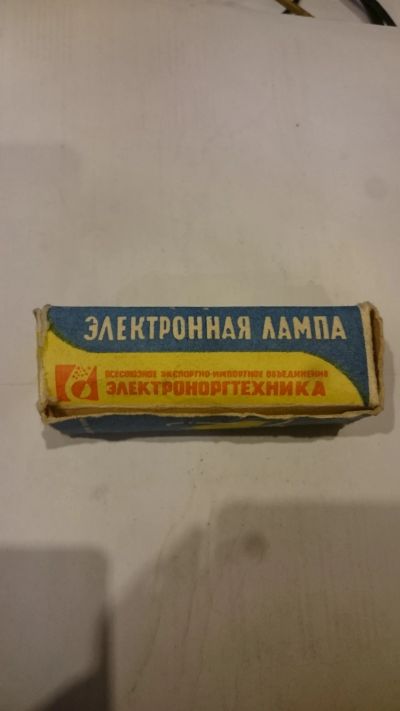 ЭЛЕКТРОННАЯ ЛАМПА
ВСЕСОЮЗНОЕ ЭКСПОРТНО-ИМПОРТНОЕ ОБЪЕДИНЕНИЕ
ЭЛЕКТРОНОРГТЕХНИКА